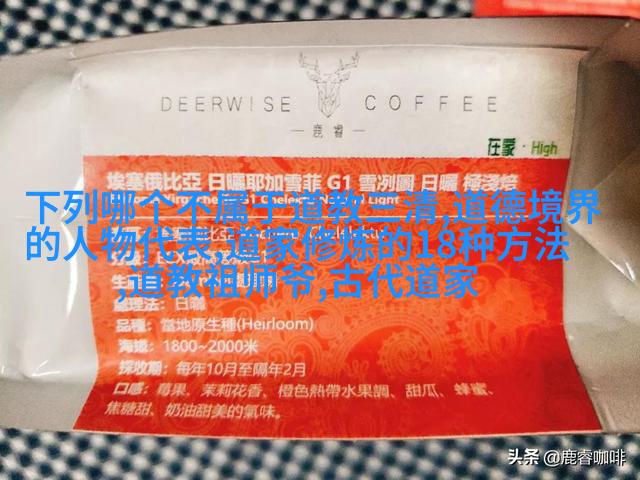 DEERWISE COFFEE
鹿睿
在蒙·High
埃塞俄比亞 日曬耶加雪菲 G1 雪冽圖 日曬 極淺焙
下列哪个不属于道教三清,道德境界
的人物代表,道家修炼的18种方法
,道教祖师爷,古代道家
處理法：日曬
品種：當地原生種(Heirloom)
海拔：1800~2000米
採收期：每年10月至隔年2月
口感：莓果、茉莉花香、橙色熱帶水果調、甜瓜、蜂蜜、
焦糖甜、奶油甜美的氣味。
头条 @鹿睿咖啡